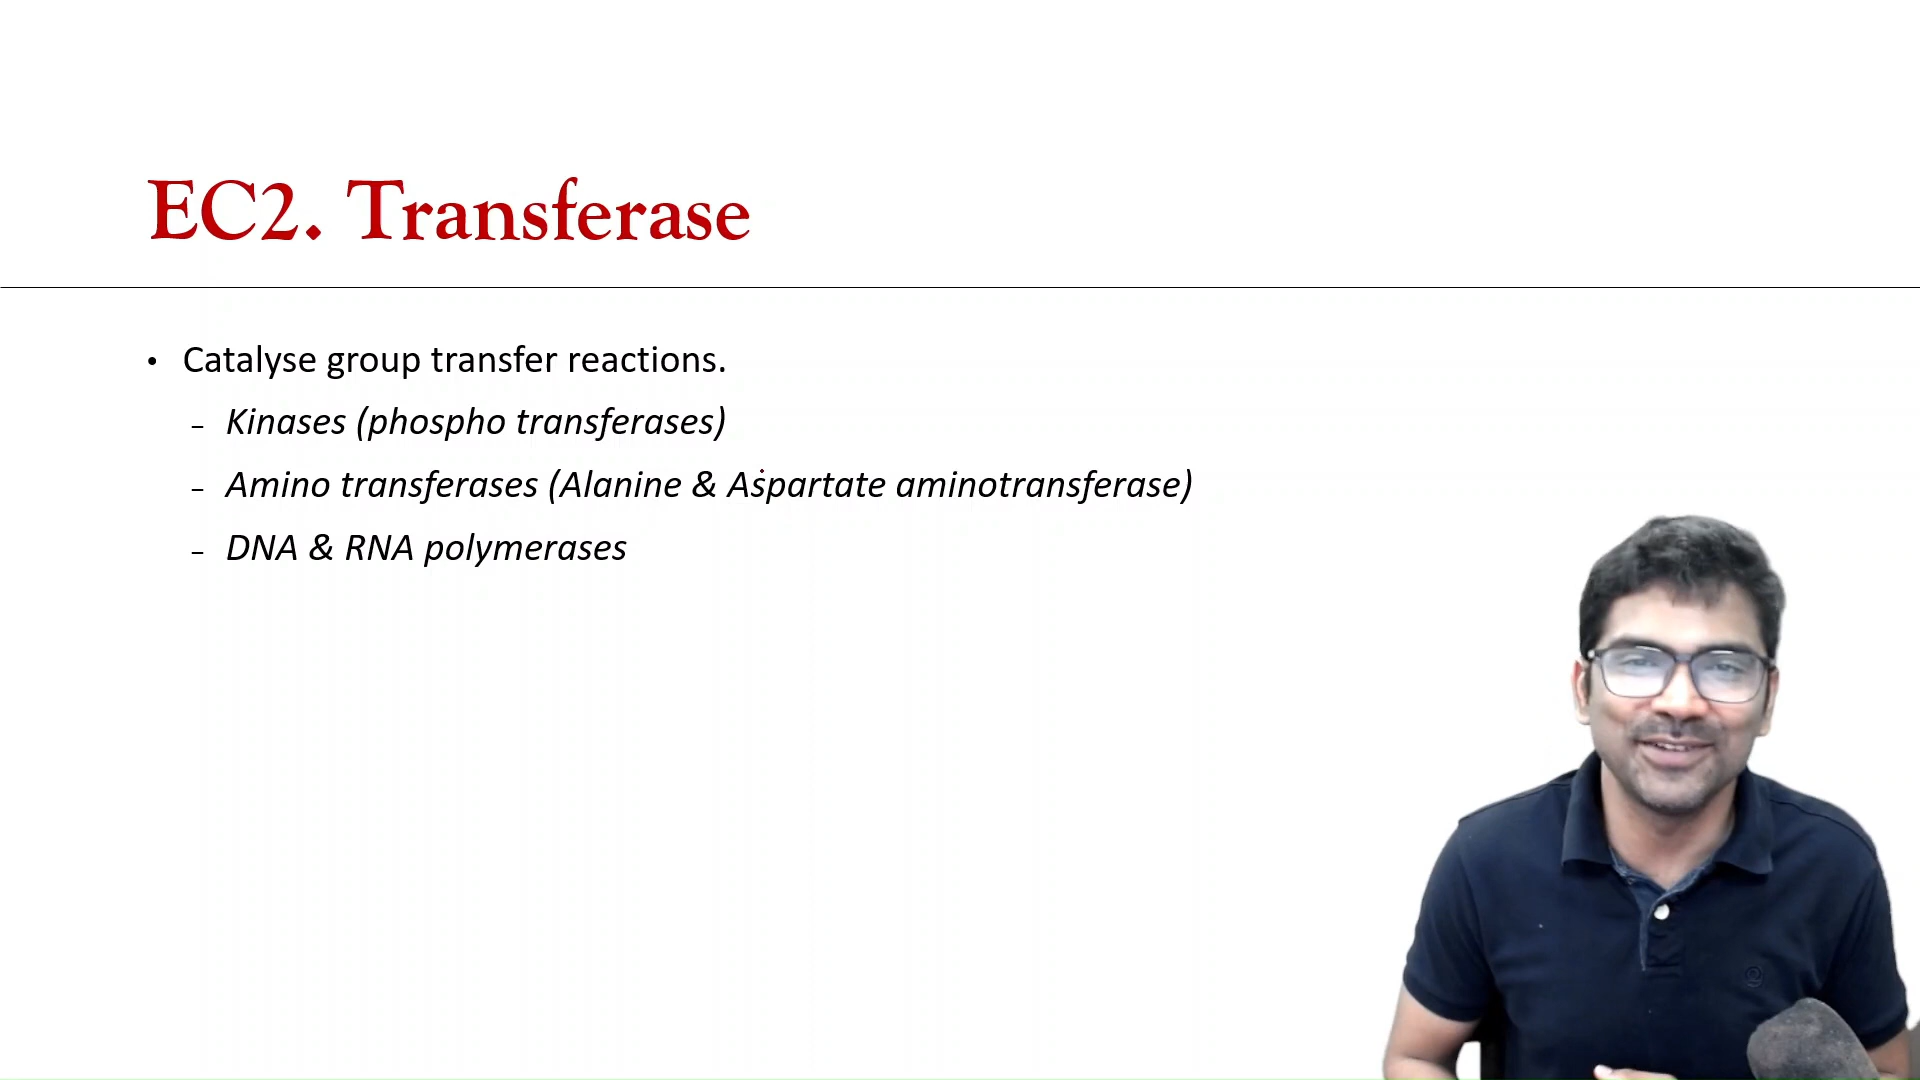 EC2. Transferase
• Catalyse group transfer reactions.
– Kinases (phospho transferases)
– Amino transferases (Alanine & Aspartate aminotransferase)
– DNA & RNA polymerases